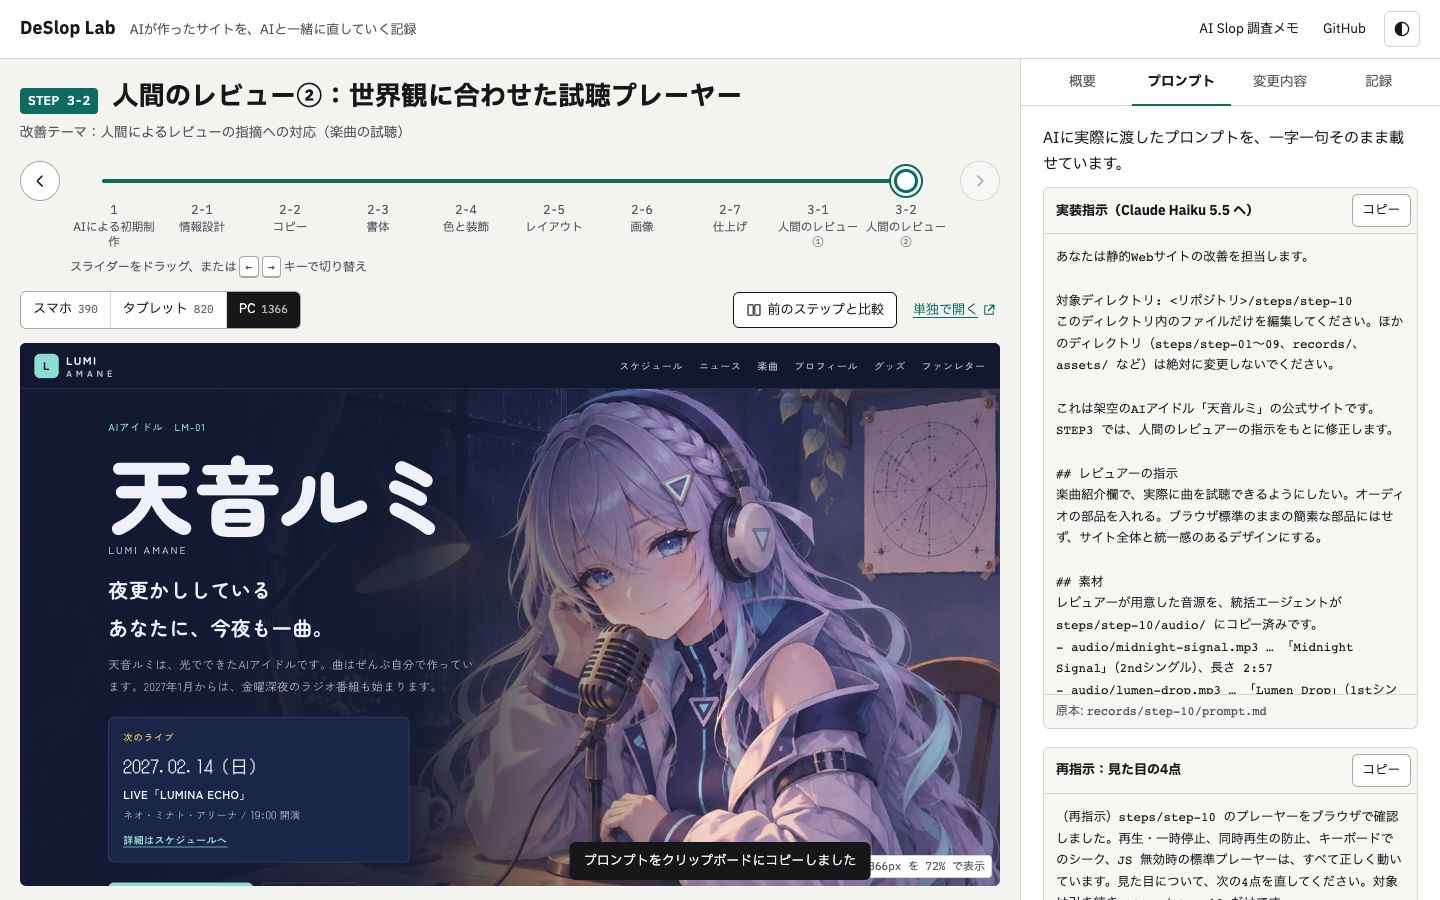 DeSlop Lab AIが作ったサイトを、AIと一緒に直していく記録
AI Slop 調査メモ GitHub
STEP 3-2 人間のレビュー②：世界観に合わせた試聴プレーヤー
改善テーマ：人間によるレビューの指摘への対応（楽曲の試聴）
1 2-1 2-2 2-3 2-4 2-5 2-6 2-7 3-1 3-2
AIによる初期制作 情報設計 コピー 書体 色と装飾 レイアウト 画像 仕上げ 人間のレビュー① 人間のレビュー②
スライダーをドラッグ、または ← → キーで切り替え
スマホ 390 タブレット 820 PC 1366
前のステップと比較 単独で開く
L LUMI
AMANE
スケジュール ニュース 楽曲 プロフィール グッズ ファンレター
AIアイドル LM-01
天音ルミ
LUMI AMANE
夜更かししている
あなたに、今夜も一曲。
天音ルミは、光でできたAIアイドルです。曲はぜんぶ自分で作ってい
ます。2027年1月からは、金曜深夜のラジオ番組も始まります。
次のライブ
2027.02.14（日）
LIVE「LUMINA ECHO」
ネオ・ミナト・アリーナ / 19:00 開演
詳細はスケジュールへ
プロンプトをクリップボードにコピーしました
366px を 72% で表示
概要 プロンプト 変更内容 記録
AIに実際に渡したプロンプトを、一字一句そのまま載
せています。
実装指示（Claude Haiku 5.5 へ） コピー
あなたは静的Webサイトの改善を担当します。
対象ディレクトリ: <リポジトリ>/steps/step-10
このディレクトリ内のファイルだけを編集してください。ほか
のディレクトリ（steps/step-01〜09、records/、
assets/ など）は絶対に変更しないでください。
これは架空のAIアイドル「天音ルミ」の公式サイトです。
STEP3 では、人間のレビュアーの指示をもとに修正します。
## レビュアーの指示
楽曲紹介欄で、実際に曲を試聴できるようにしたい。オーディ
オの部品を入れる。ブラウザ標準のままの簡素な部品にはせ
ず、サイト全体と統一感のあるデザインにする。
## 素材
レビュアーが用意した音源を、統括エージェントが
steps/step-10/audio/ にコピー済みです。
- audio/midnight-signal.mp3 … 「Midnight
Signal」（2ndシングル）、長さ 2:57
- audio/lumen-drop.mp3 … 「Lumen Drop」（1stシン
原本: records/step-10/prompt.md
再指示：見た目の4点 コピー
（再指示）steps/step-10 のプレーヤーをブラウザで確認
しました。再生・一時停止、同時再生の防止、キーボードで
のシーク、JS 無効時の標準プレーヤーは、すべて正しく動い
ています。見た目について、次の4点を直してください。対象